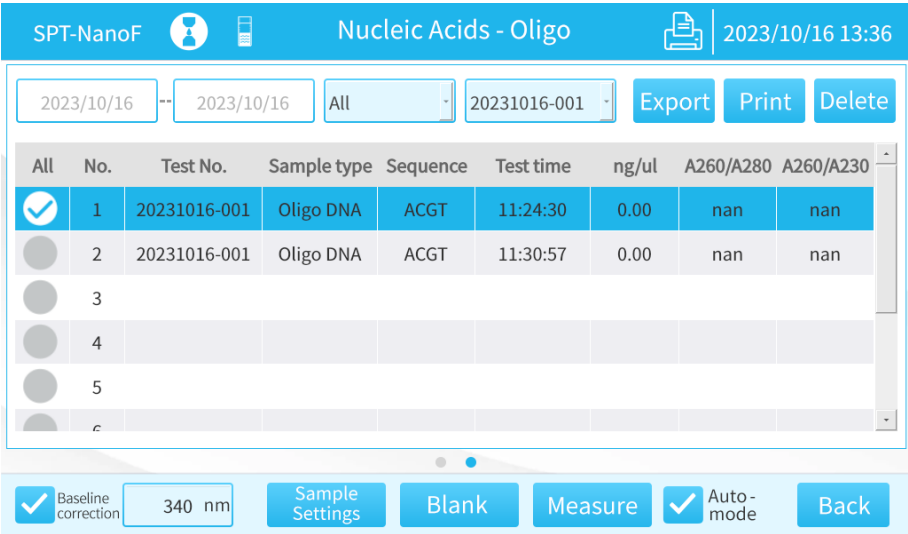 SPT-NanoF Nucleic Acids - Oligo 2023/10/16 13:36
2023/10/16 -- 2023/10/16 All 20231016-001 Export Print Delete
All No. Test No. Sample type Sequence Test time ng/ul A260/A280 A260/A230
1 20231016-001 Oligo DNA ACGT 11:24:30 0.00 nan nan
2 20231016-001 Oligo DNA ACGT 11:30:57 0.00 nan nan
3
4
5
Baseline correction 340 nm Sample Settings Blank Measure Auto-mode Back